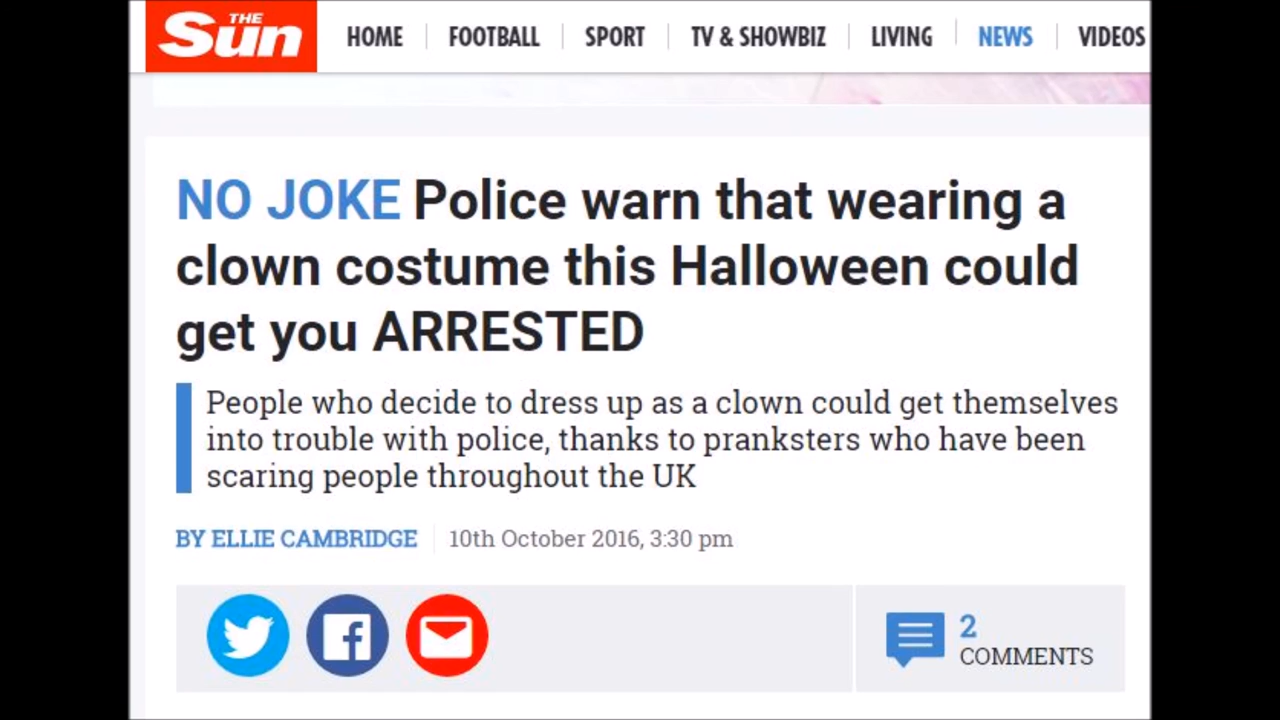 THE
Sun
HOME FOOTBALL SPORT TV & SHOWBIZ LIVING NEWS VIDEOS
NO JOKE Police warn that wearing a
clown costume this Halloween could
get you ARRESTED
People who decide to dress up as a clown could get themselves
into trouble with police, thanks to pranksters who have been
scaring people throughout the UK
BY ELLIE CAMBRIDGE 10th October 2016, 3:30 pm
2
COMMENTS